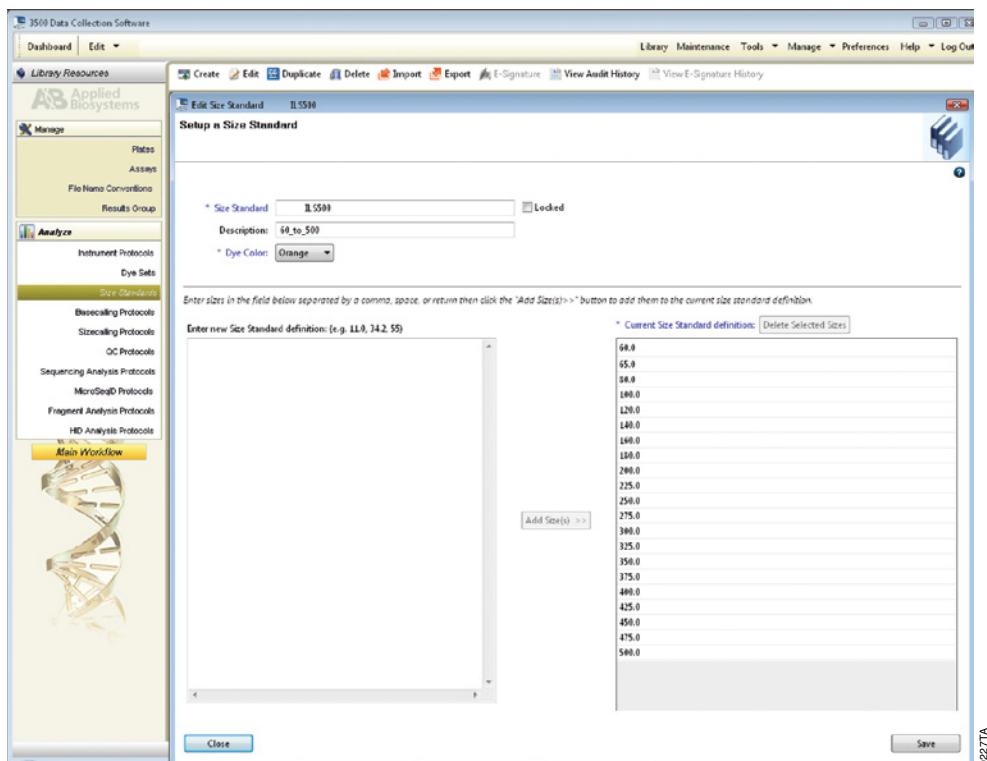 3500 Data Collection Software
Dashboard Edit
Library Maintenance Tools Manage Preferences Help Log Out
Library Resources
Create Edit Duplicate Delete Import Export E-Signature View Audit History View E-Signature History
AB Applied Biosystems
Manage
Plates
Assays
File Name Conventions
Results Group
Analyze
Instrument Protocols
Dye Sets
Size Standards
Basecalling Protocols
Sizecalling Protocols
QC Protocols
Sequencing Analysis Protocols
MicroSeqID Protocols
Fragment Analysis Protocols
HID Analysis Protocols
Main Workflow
Edit Size Standard ILS500
Setup a Size Standard
* Size Standard ILS500 Locked
Description: 60_to_500
* Dye Color: Orange
Enter sizes in the field below separated by a comma, space, or return then click the "Add Size(s)>>" button to add them to the current size standard definition.
Enter new Size Standard definition: (e.g. 11.0, 34.2, 55)
* Current Size Standard definition: Delete Selected Sizes
60.0
65.0
80.0
100.0
120.0
140.0
160.0
180.0
200.0
225.0
250.0
275.0
300.0
325.0
350.0
375.0
400.0
425.0
450.0
475.0
500.0
Add Size(s) >>
Close
Save